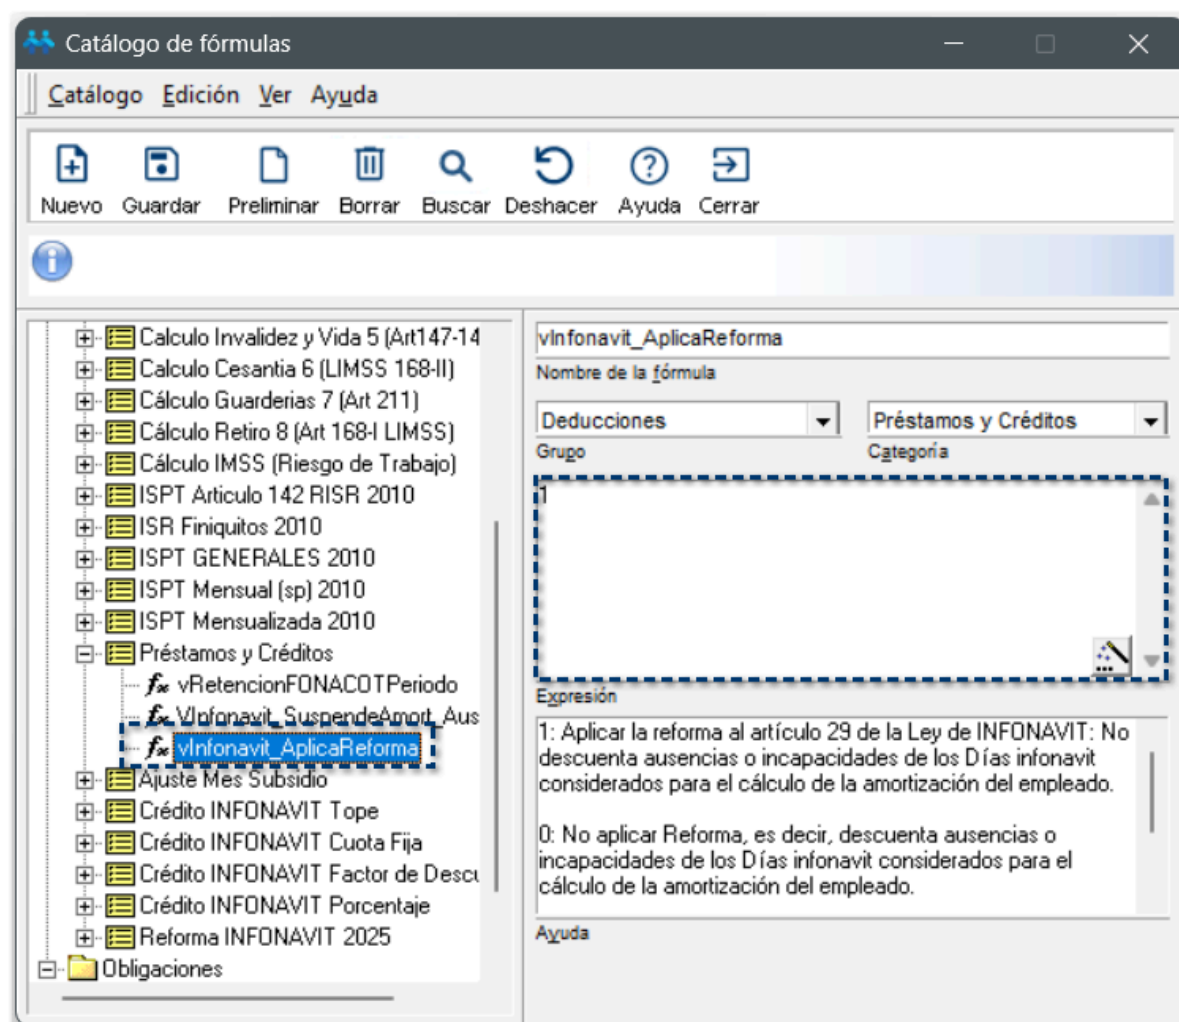 Catálogo de fórmulas
Catálogo Edición Ver Ayuda
Nuevo Guardar Preliminar Borrar Buscar Deshacer Ayuda Cerrar
Calculo Invalidez y Vida 5 (Art147-14
Calculo Cesantia 6 (LIMSS 168-II)
Cálculo Guarderias 7 (Art 211)
Cálculo Retiro 8 (Art 168-I LIMSS)
Cálculo IMSS (Riesgo de Trabajo)
ISPT Articulo 142 RISR 2010
ISR Finiquitos 2010
ISPT GENERALES 2010
ISPT Mensual (sp) 2010
ISPT Mensualizada 2010
Préstamos y Créditos
vRetencionFONACOTPeriodo
VInfonavit_SuspendeAmort_Aus
vInfonavit_AplicaReforma
Ajuste Mes Subsidio
Crédito INFONAVIT Tope
Crédito INFONAVIT Cuota Fija
Crédito INFONAVIT Factor de Descu
Crédito INFONAVIT Porcentaje
Reforma INFONAVIT 2025
Obligaciones
vInfonavit_AplicaReforma
Nombre de la fórmula
Deducciones Préstamos y Créditos
Grupo Categoría
1
Expresión
1: Aplicar la reforma al artículo 29 de la Ley de INFONAVIT: No
descuenta ausencias o incapacidades de los Días infonavit
considerados para el cálculo de la amortización del empleado.
0: No aplicar Reforma, es decir, descuenta ausencias o
incapacidades de los Días infonavit considerados para el
cálculo de la amortización del empleado.
Ayuda